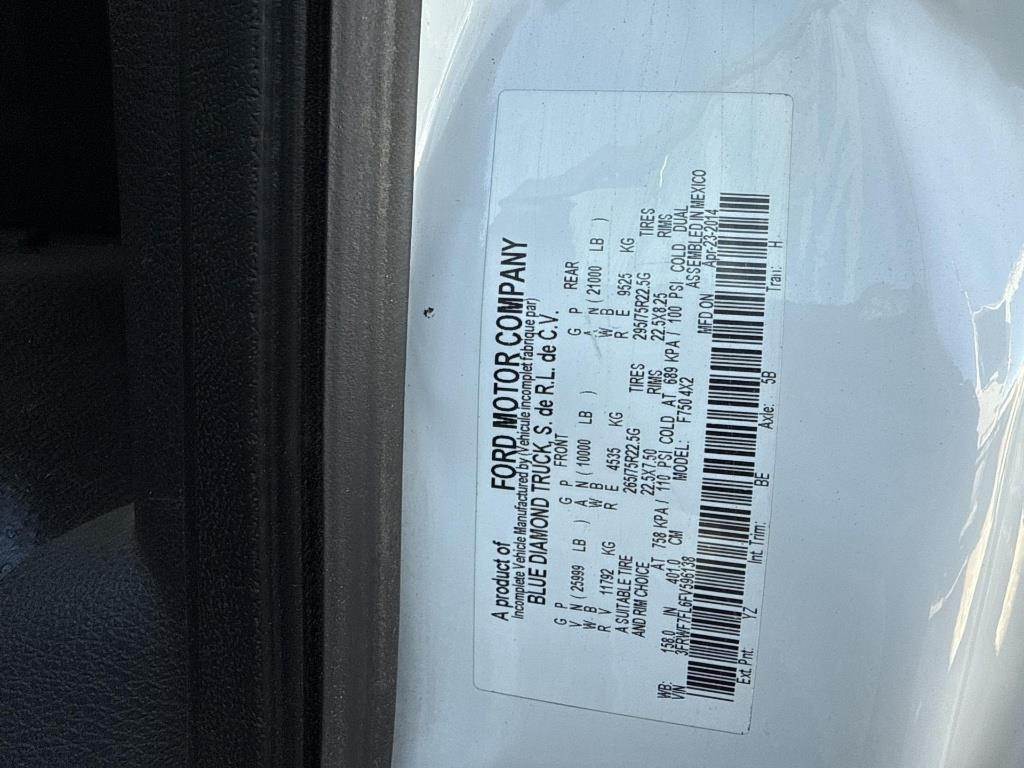 A product of FORD MOTOR COMPANY
Incomplete Vehicle Manufactured by (Vehicule incomplet fabrique par)
BLUE DIAMOND TRUCK, S. de R.L. de C.V.
G P FRONT G P REAR
V N ( 25999 LB ) A N ( 10000 LB ) A N ( 21000 LB )
W B W B W B
R V 11792 KG R E 4535 KG R E 9525 KG
A SUITABLE TIRE 265/75R22.5G TIRES 295/75R22.5G TIRES
AND RIM CHOICE 22.5X7.50 RIMS 22.5X8.25 RIMS
AT 758 KPA / 110 PSI COLD AT 689 KPA / 100 PSI COLD DUAL
WB: 158.0 IN 401.0 CM MODEL: F750 4X2 ASSEMBLED IN MEXICO
VIN 3FRWF7FL6FV596138 MFD ON Apr-23-2014
Ext. Pnt: YZ Int. Trim: BE Axle: 5B Tran: H